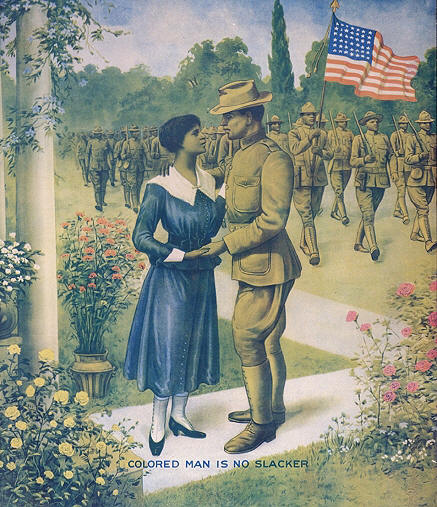 COLORED MAN IS NO SLACKER